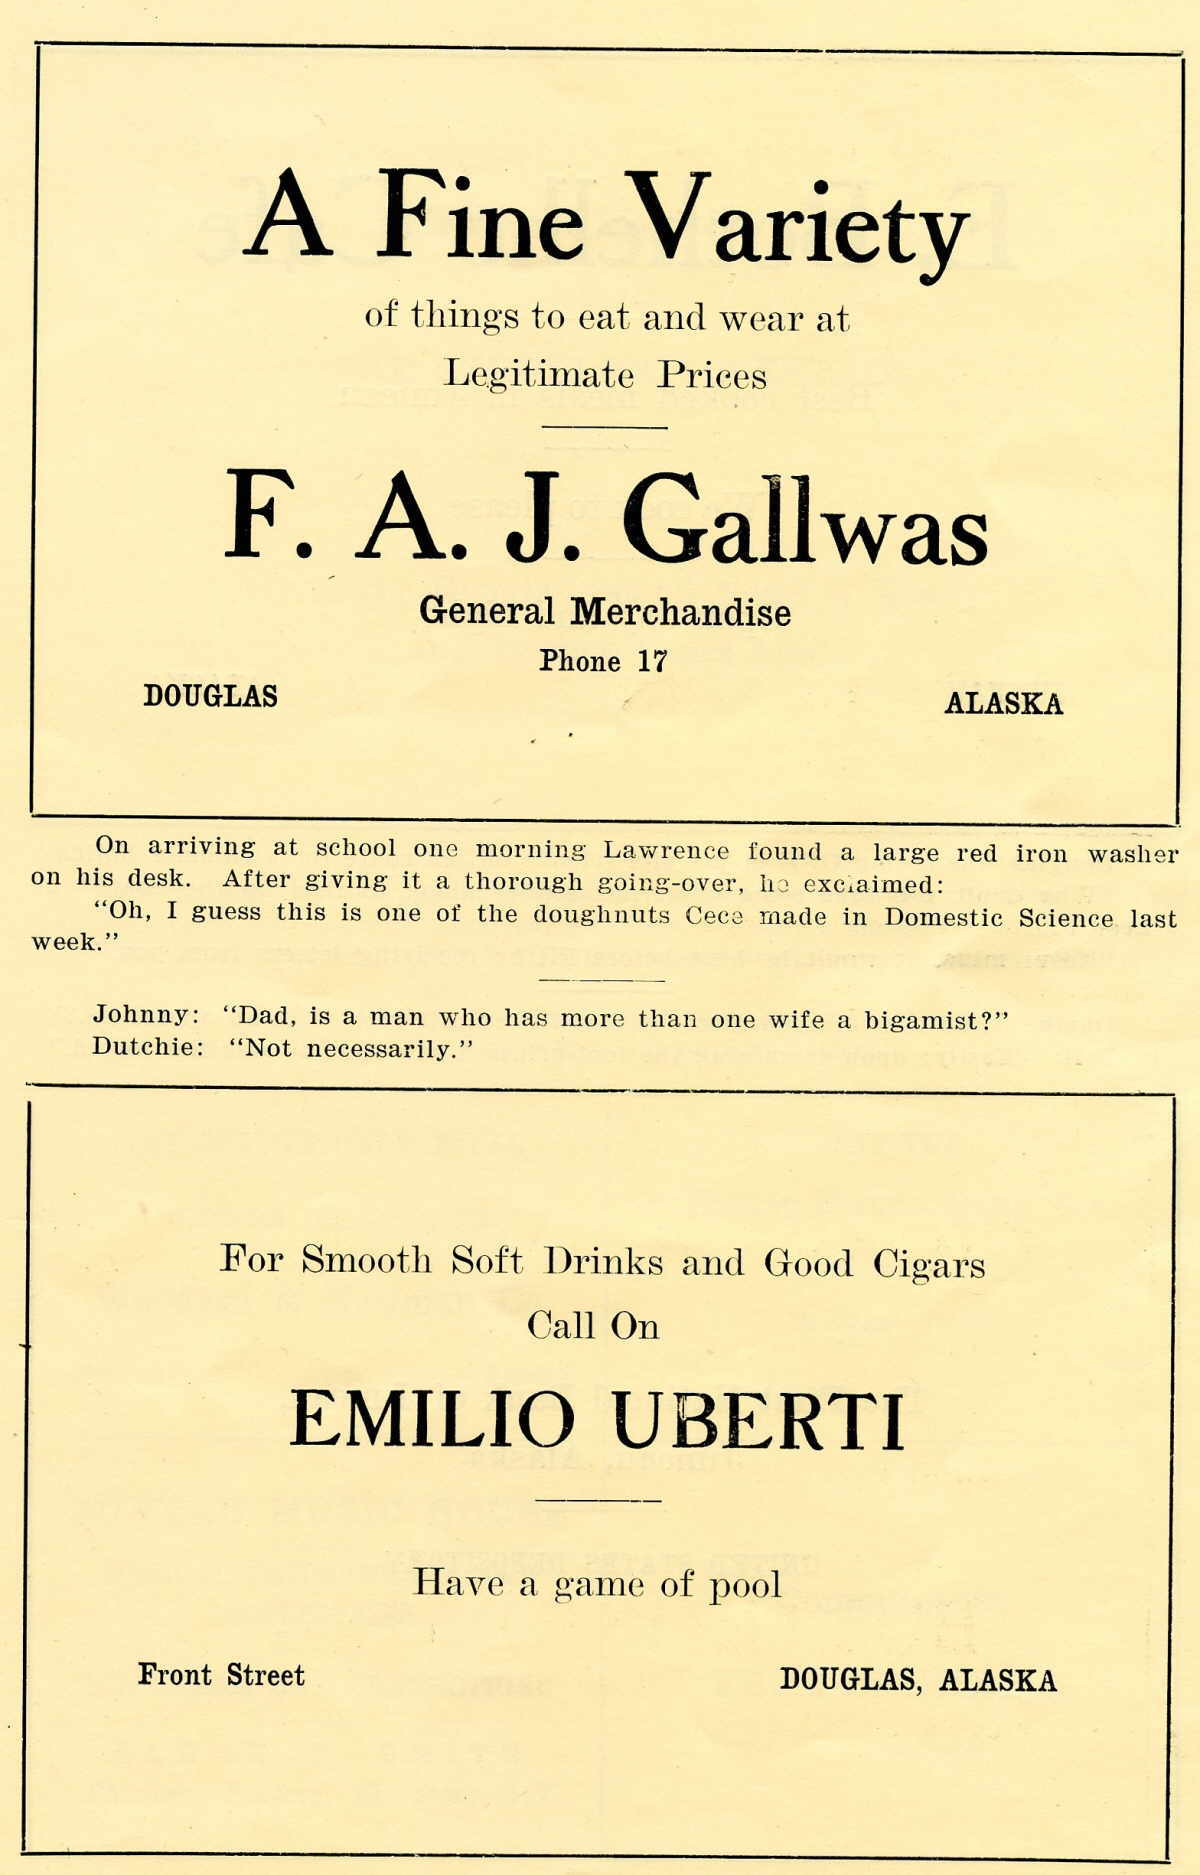 A Fine Variety
of things to eat and wear at
Legitimate Prices
F. A. J. Gallwas
General Merchandise
Phone 17
DOUGLAS ALASKA
On arriving at school one morning Lawrence found a large red iron washer
on his desk. After giving it a thorough going-over, he exclaimed:
"Oh, I guess this is one of the doughnuts Cece made in Domestic Science last
week."
Johnny: "Dad, is a man who has more than one wife a bigamist?"
Dutchie: "Not necessarily."
For Smooth Soft Drinks and Good Cigars
Call On
EMILIO UBERTI
Have a game of pool
Front Street DOUGLAS, ALASKA